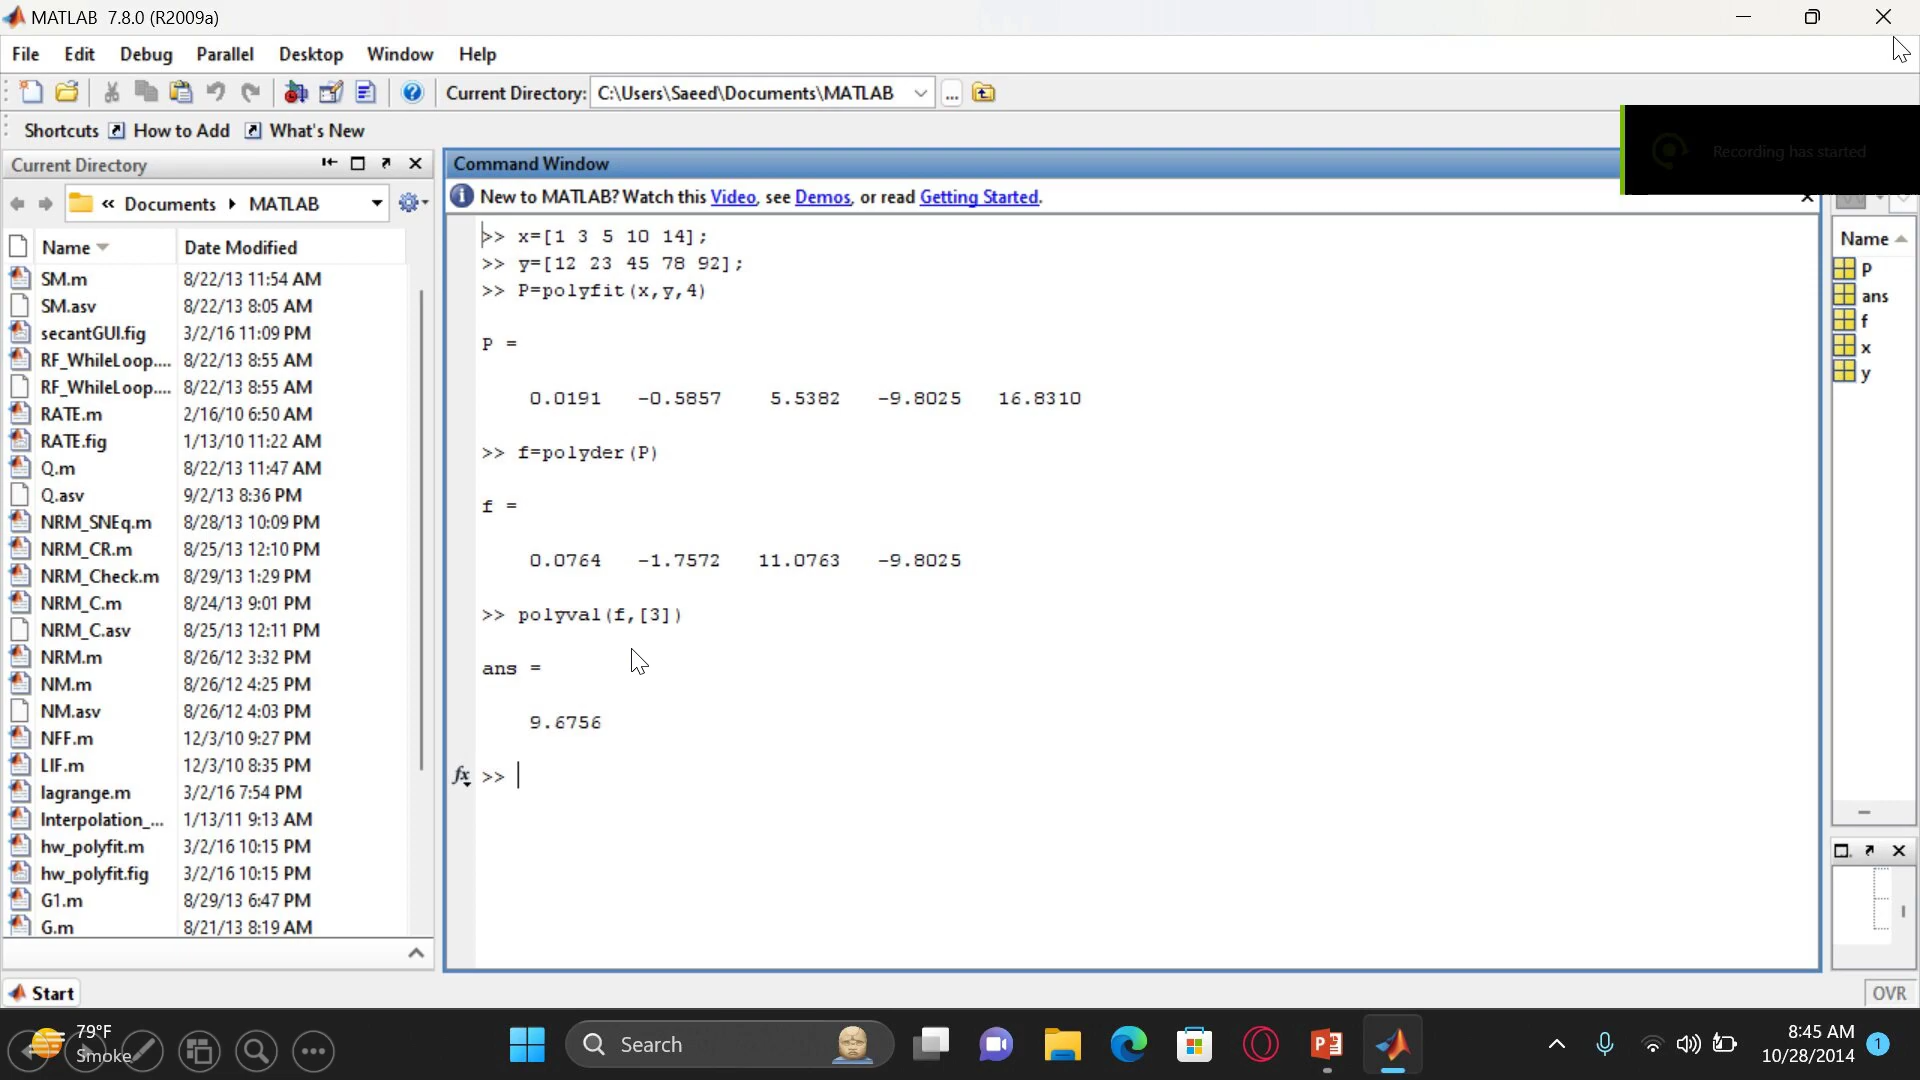 MATLAB 7.8.0 (R2009a)
File Edit Debug Parallel Desktop Window Help
Current Directory: C:\Users\Saeed\Documents\MATLAB ...
Shortcuts How to Add What's New
Recording has started
Current Directory
« Documents MATLAB
Name Date Modified
SM.m 8/22/13 11:54 AM
SM.asv 8/22/13 8:05 AM
secantGUI.fig 3/2/16 11:09 PM
RF_WhileLoop.... 8/22/13 8:55 AM
RF_WhileLoop.... 8/22/13 8:55 AM
RATE.m 2/16/10 6:50 AM
RATE.fig 1/13/10 11:22 AM
Q.m 8/22/13 11:47 AM
Q.asv 9/2/13 8:36 PM
NRM_SNEq.m 8/28/13 10:09 PM
NRM_CR.m 8/25/13 12:10 PM
NRM_Check.m 8/29/13 1:29 PM
NRM_C.m 8/24/13 9:01 PM
NRM_C.asv 8/25/13 12:11 PM
NRM.m 8/26/12 3:32 PM
NM.m 8/26/12 4:25 PM
NM.asv 8/26/12 4:03 PM
NFF.m 12/3/10 9:27 PM
LIF.m 12/3/10 8:35 PM
lagrange.m 3/2/16 7:54 PM
Interpolation_... 1/13/11 9:13 AM
hw_polyfit.m 3/2/16 10:15 PM
hw_polyfit.fig 3/2/16 10:15 PM
G1.m 8/29/13 6:47 PM
G.m 8/21/13 8:19 AM
Command Window
New to MATLAB? Watch this Video, see Demos, or read Getting Started.
>> x=[1 3 5 10 14];
>> y=[12 23 45 78 92];
>> P=polyfit(x,y,4)
P =
0.0191 -0.5857 5.5382 -9.8025 16.8310
>> f=polyder(P)
f =
0.0764 -1.7572 11.0763 -9.8025
>> polyval(f,[3])
ans =
9.6756
fx >>
Name
P
ans
f
x
y
Start
OVR
79°F
Smoke
Search
8:45 AM
10/28/2014
1